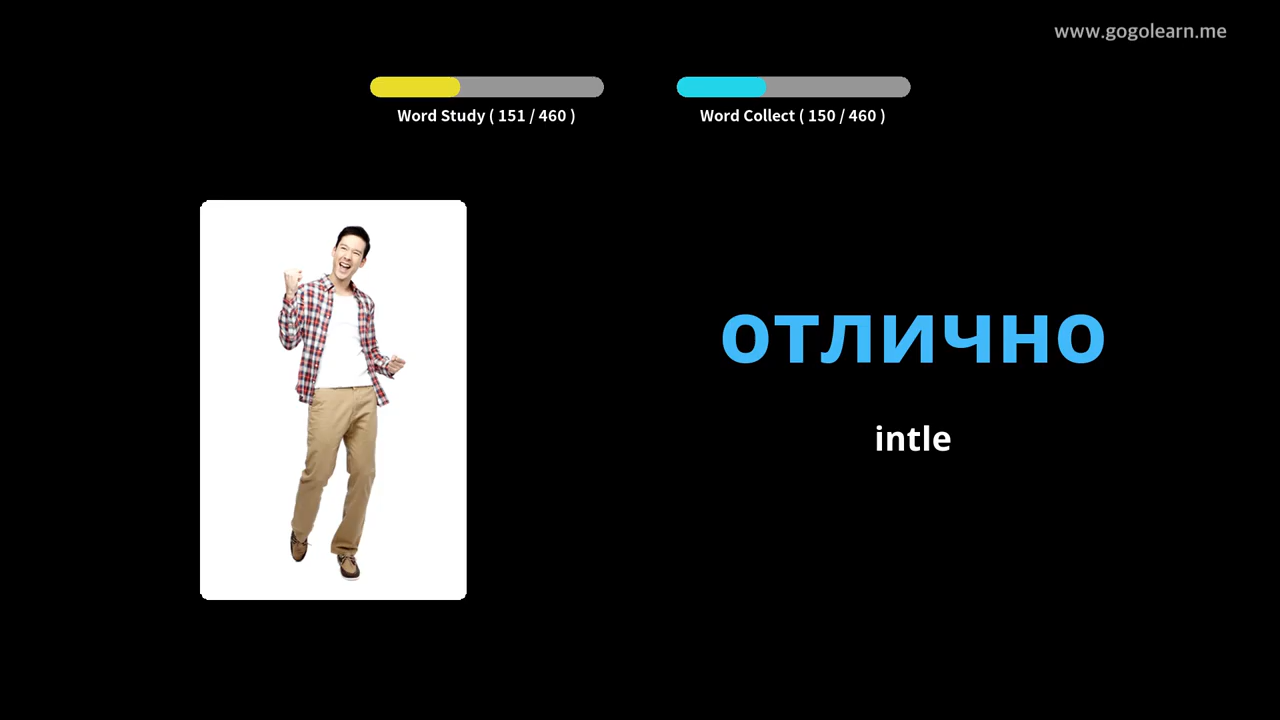 www.gogolearn.me
Word Study ( 151 / 460 )
Word Collect ( 150 / 460 )
отлично
intle